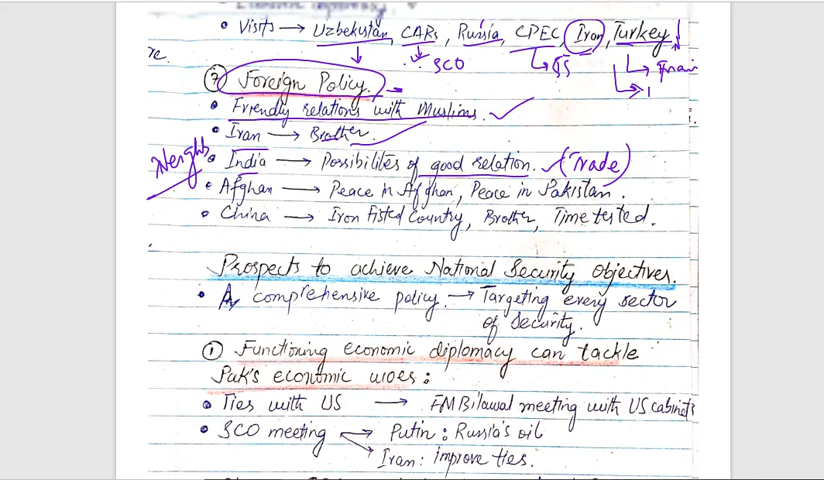 • Visits → Uzbekistan, CARs, Russia, CPEC, Iran, Turkey
SCO
re.
⑦ Foreign Policy.
• Friendly relations with Muslims.
• Iran → Brother.
Neighb
• India → Possibilites of good relation. (Trade)
• Afghan → Peace in Afghan, Peace in Pakistan.
• China → Iron Fisted Country, Brother, Time tested.
Prospects to achieve National Security Objectives.
• A comprehensive policy. → Targeting every sector
of Security.
① Functioning economic diplomacy can tackle
Pak's economic woes:
• Ties with US → FM Bilawal meeting with US cabinets
• SCO meeting → Putin: Russia's oil
→ Iran: improve ties.